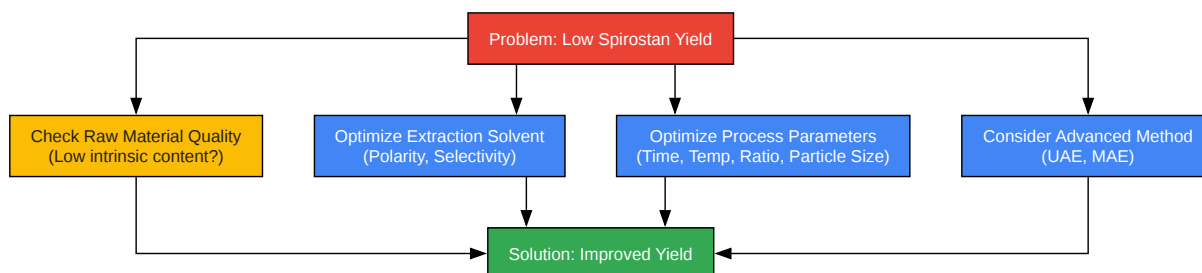 Problem: Low Spirostan Yield
Check Raw Material Quality
(Low intrinsic content?)
Optimize Extraction Solvent
(Polarity, Selectivity)
Optimize Process Parameters
(Time, Temp, Ratio, Particle Size)
Consider Advanced Method
(UAE, MAE)
Solution: Improved Yield